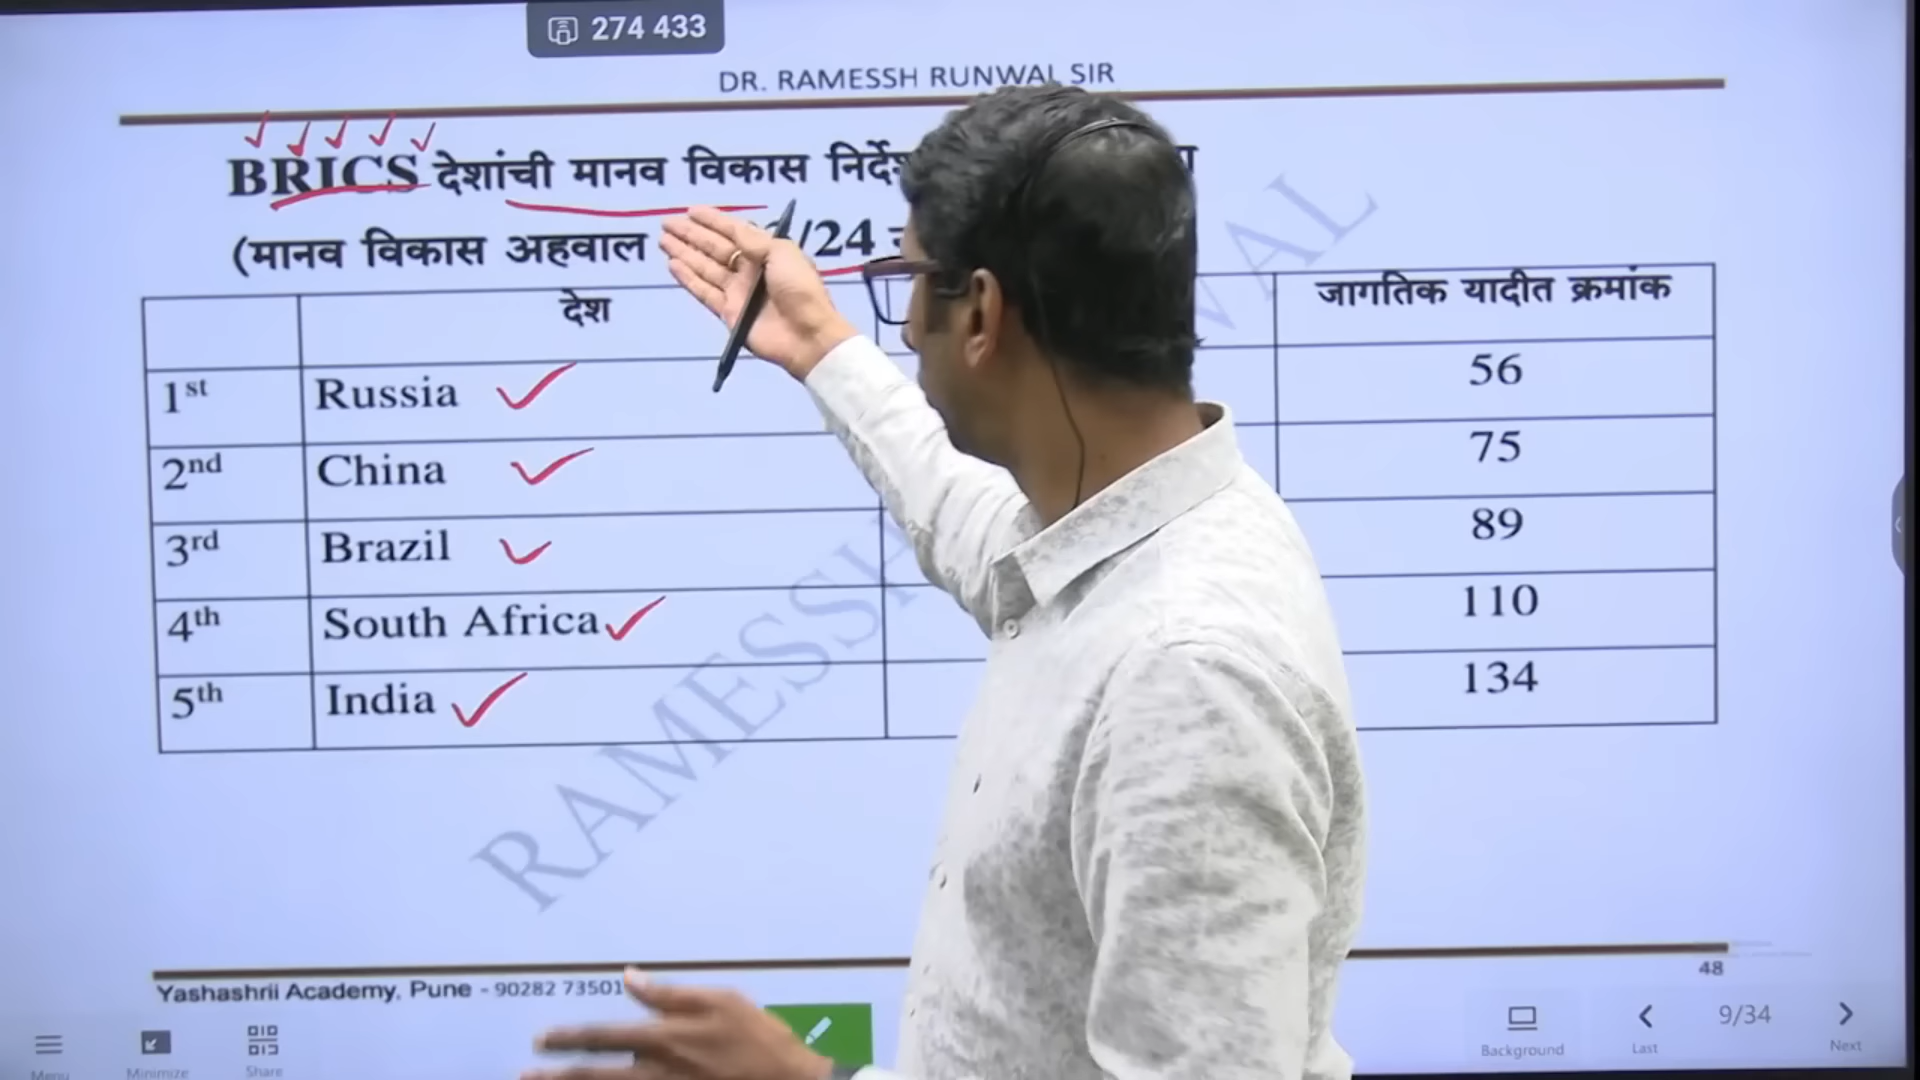 274 433
DR. RAMESSH RUNWAL SIR
BRICS देशांची मानव विकास
(मानव विकास अहवाल /24
देश जागतिक यादीत क्रमांक
1st Russia 56
2nd China 75
3rd Brazil 89
4th South Africa 110
5th India 134
RAMESSH
48
Yashashrii Academy, Pune - 90282 73501
9/34
Menu Minimize Share Background Last Next